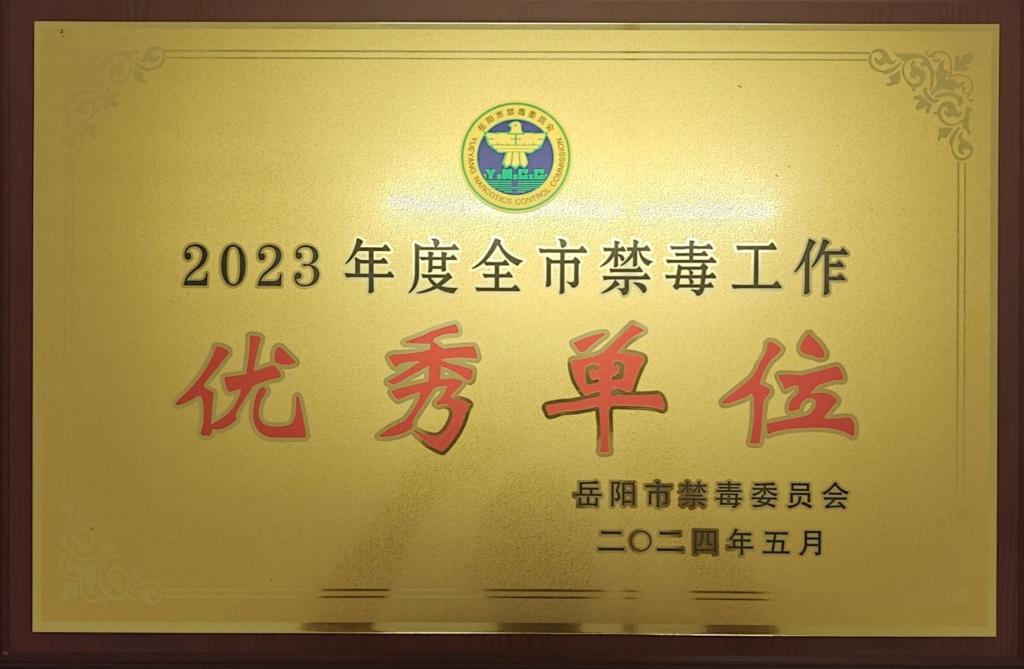 岳阳市禁毒委员会
Y.N.C.C
YUEYANG NARCOTICS CONTROL COMMISSION
2023年度全市禁毒工作
优秀单位
岳阳市禁毒委员会
二〇二四年五月